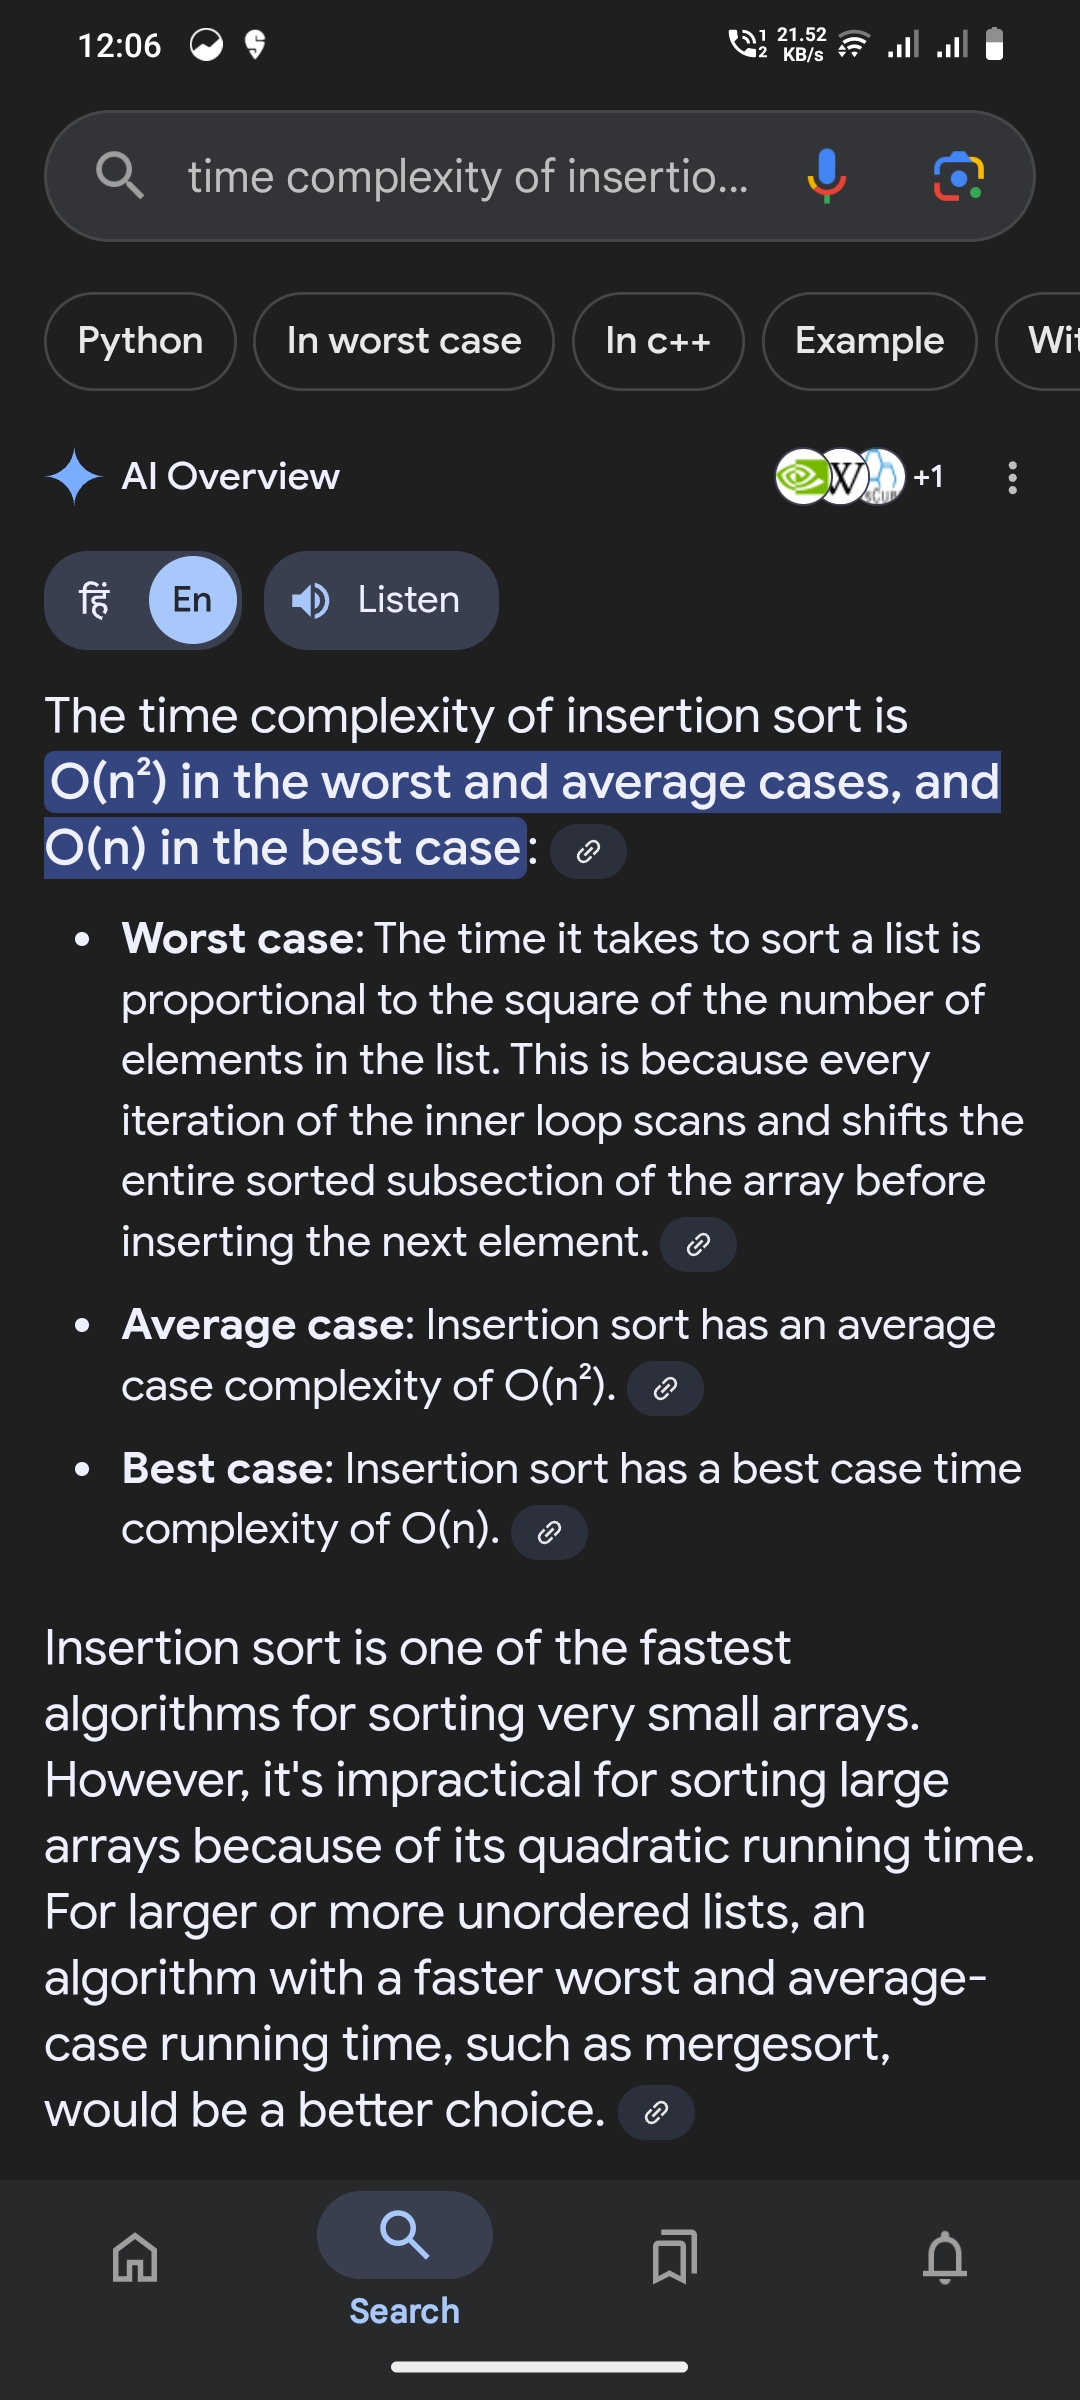 12:06
1
2
21.52
KB/s
time complexity of insertio...
Python
In worst case
In c++
Example
Wit
AI Overview
W
+1
हिं
En
Listen
The time complexity of insertion sort is
O(n²) in the worst and average cases, and
O(n) in the best case:
• Worst case: The time it takes to sort a list is
proportional to the square of the number of
elements in the list. This is because every
iteration of the inner loop scans and shifts the
entire sorted subsection of the array before
inserting the next element.
• Average case: Insertion sort has an average
case complexity of O(n²).
• Best case: Insertion sort has a best case time
complexity of O(n).
Insertion sort is one of the fastest
algorithms for sorting very small arrays.
However, it's impractical for sorting large
arrays because of its quadratic running time.
For larger or more unordered lists, an
algorithm with a faster worst and average-
case running time, such as mergesort,
would be a better choice.
Search